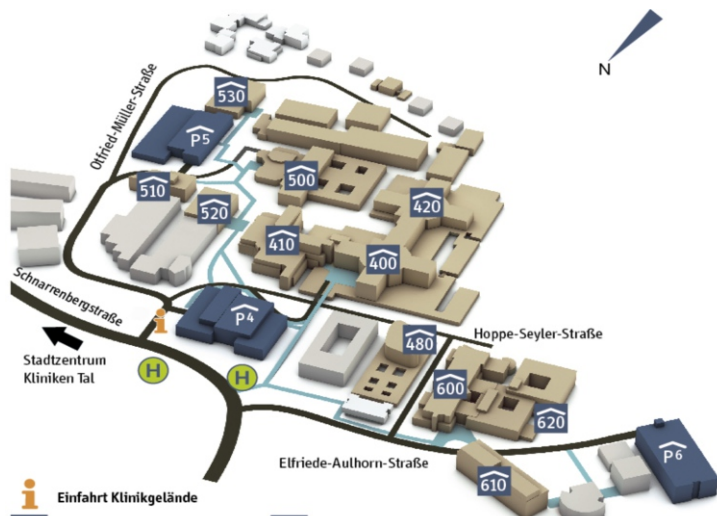 N
530
Otfried-Müller-Straße
P5
500
510
420
520
410
400
Schnarrenbergstraße
P4
i
Hoppe-Seyler-Straße
480
Stadtzentrum
Kliniken Tal
H
H
600
620
P6
Elfriede-Aulhorn-Straße
610
i Einfahrt Klinikgelände